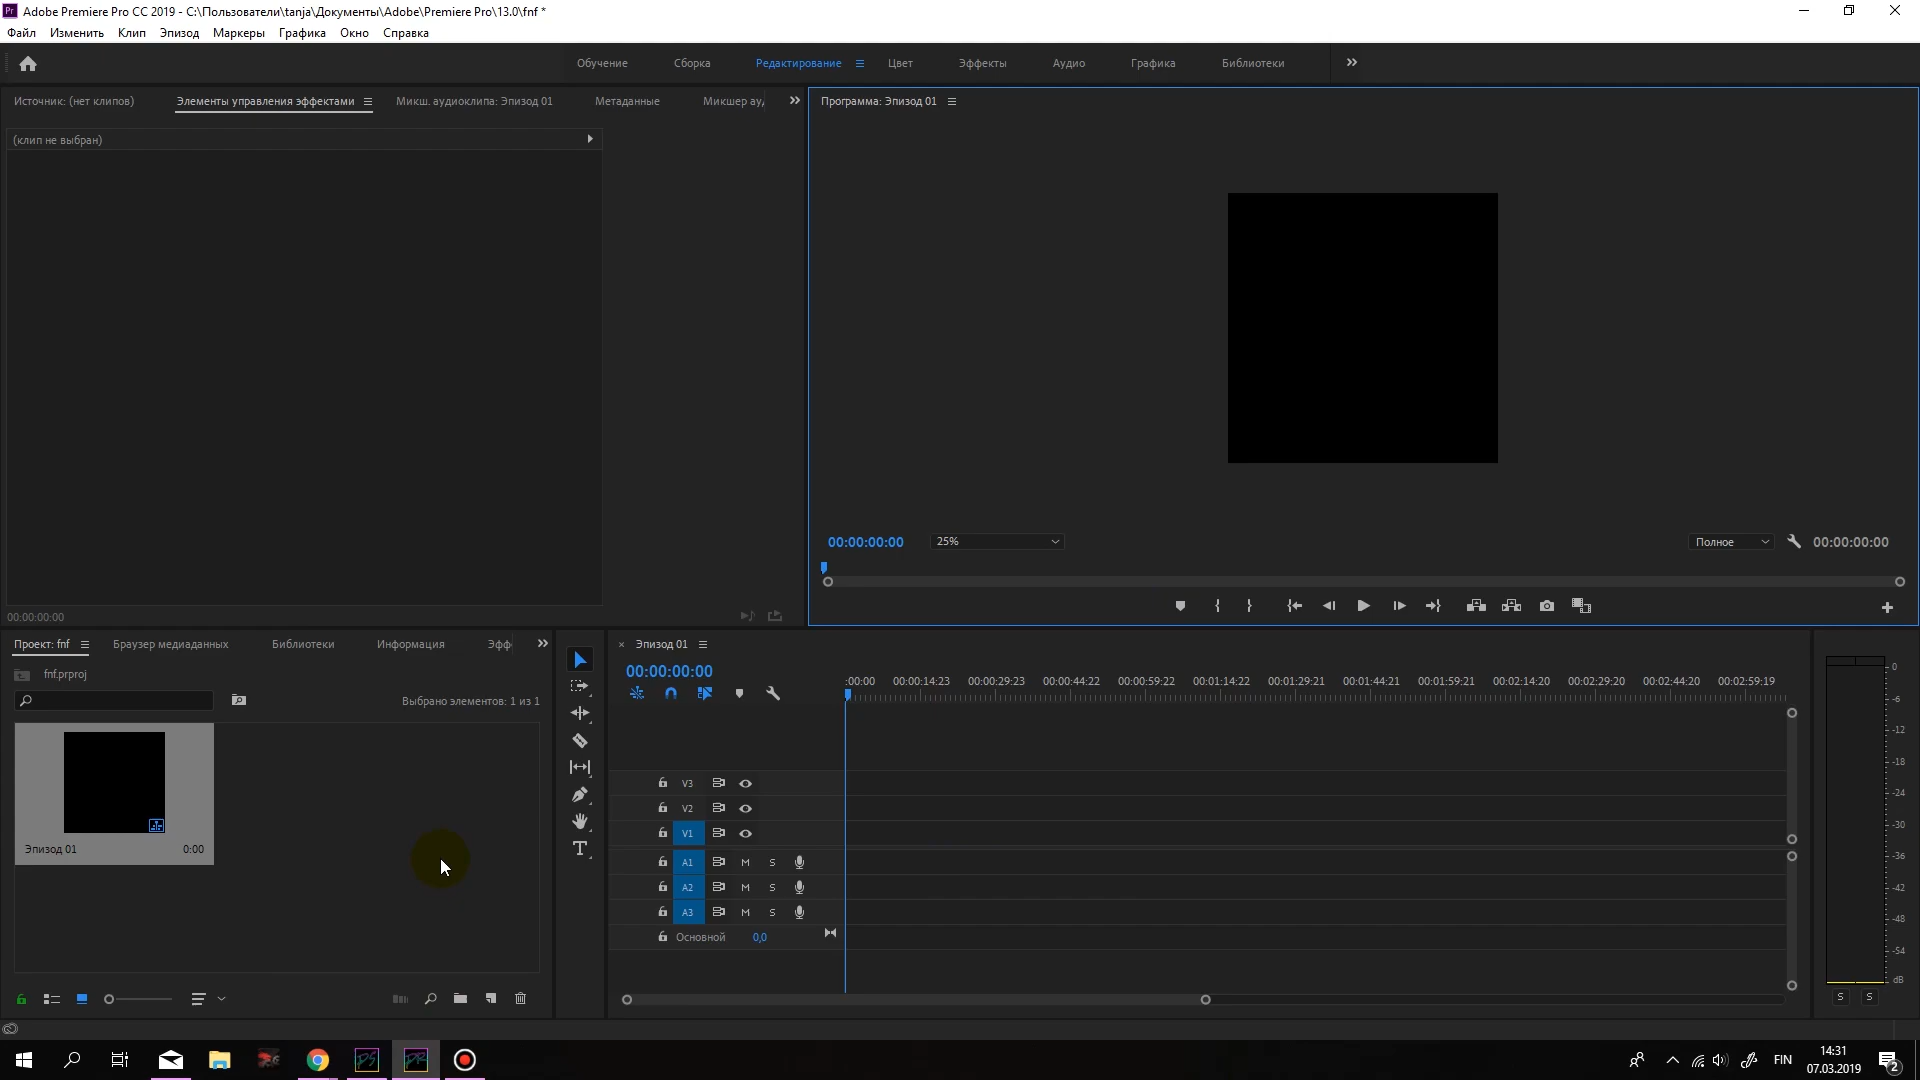 Adobe Premiere Pro CC 2019 - C:\Пользователи\tanja\Документы\Adobe\Premiere Pro\13.0\fnf *
Файл Изменить Клип Эпизод Маркеры Графика Окно Справка
Обучение Сборка Редактирование Цвет Эффекты Аудио Графика Библиотеки
Источник: (нет клипов) Элементы управления эффектами Микш. аудиоклипа: Эпизод 01 Метаданные Микшер ау
Программа: Эпизод 01
(клип не выбран)
00:00:00:00 25% Полное 00:00:00:00
00:00:00:00
Проект: fnf Браузер медиаданных Библиотеки Информация Эфф
fnf.prproj
Выбрано элементов: 1 из 1
Эпизод 01 0:00
× Эпизод 01
00:00:00:00
:00:00 00:00:14:23 00:00:29:23 00:00:44:22 00:00:59:22 00:01:14:22 00:01:29:21 00:01:44:21 00:01:59:21 00:02:14:20 00:02:29:20 00:02:44:20 00:02:59:19
V3
V2
V1
A1 M S
A2 M S
A3 M S
Основной 0,0
0
-6
-12
-18
-24
-30
-36
-42
-48
-54
dB
S S
FIN
14:31
07.03.2019
2